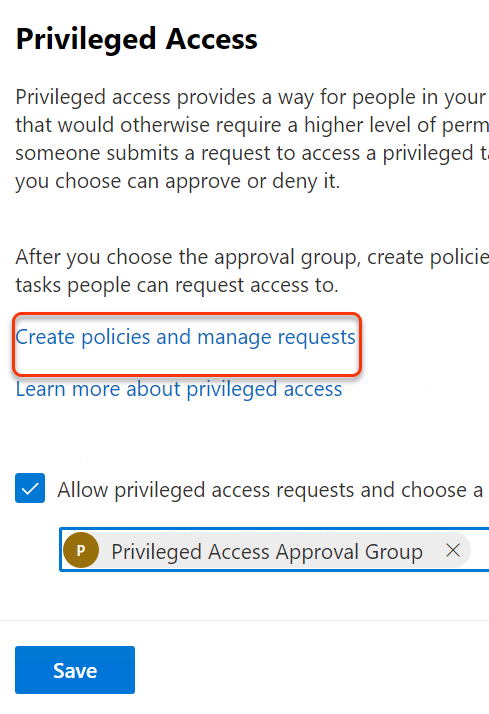 Privileged Access
Privileged access provides a way for people in your
that would otherwise require a higher level of perm
someone submits a request to access a privileged ta
you choose can approve or deny it.
After you choose the approval group, create policie
tasks people can request access to.
Create policies and manage requests
Learn more about privileged access
Allow privileged access requests and choose a
P Privileged Access Approval Group
Save